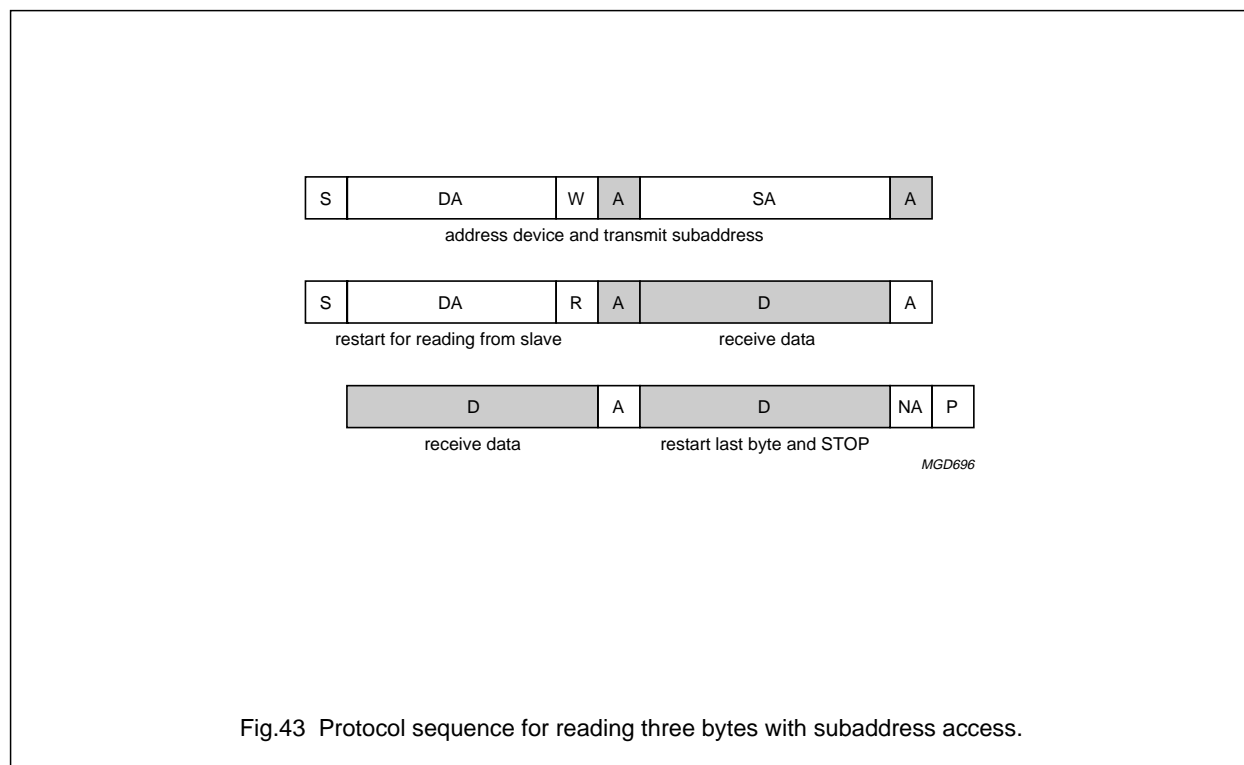 S DA W A SA A
address device and transmit subaddress
S DA R A D A
restart for reading from slave receive data
D A D NA P
receive data restart last byte and STOP
MGD696
Fig.43 Protocol sequence for reading three bytes with subaddress access.